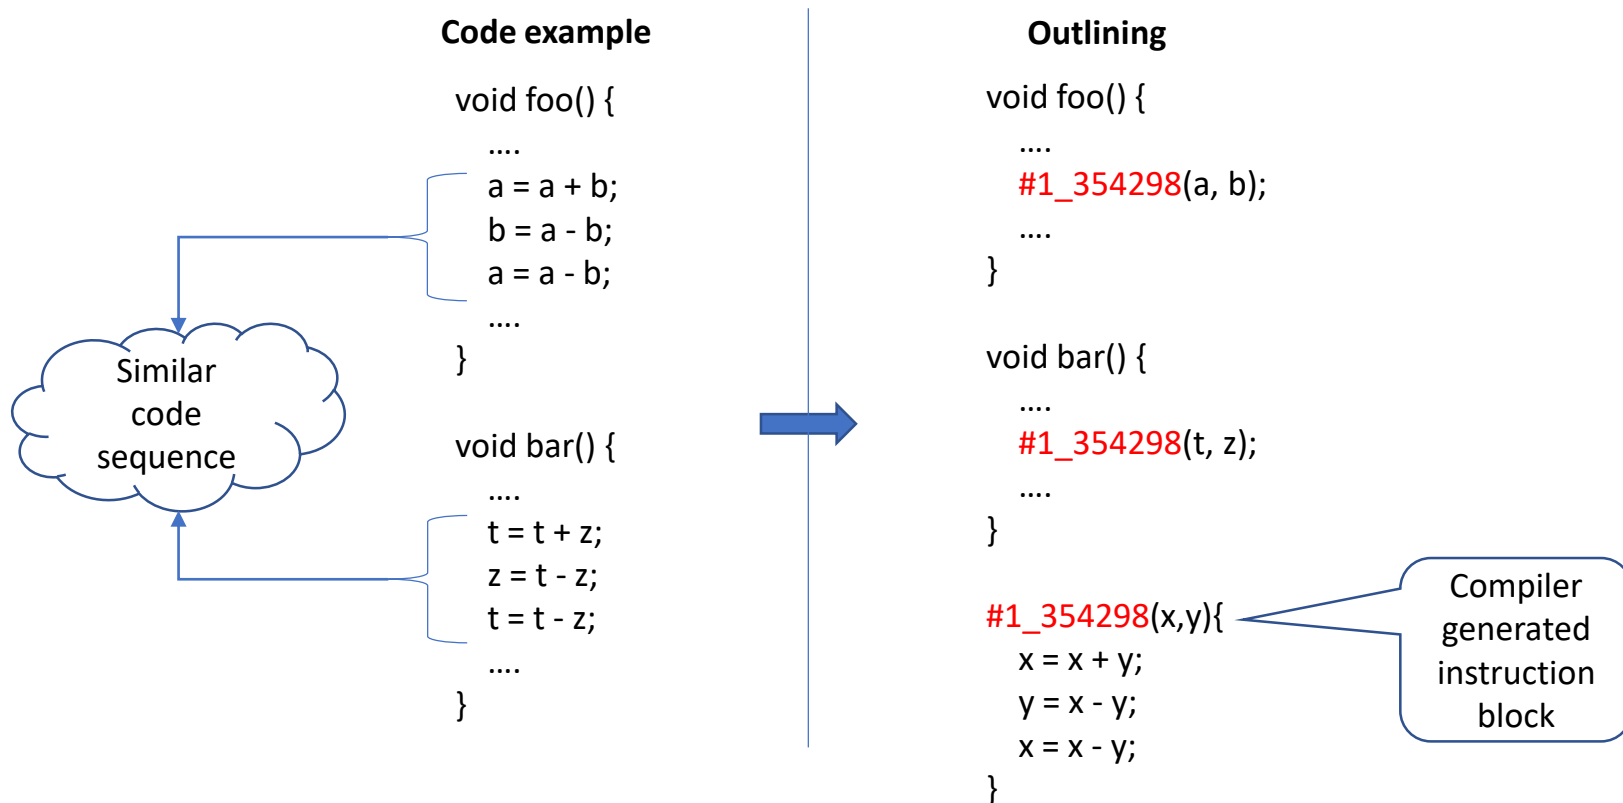 Code example
void foo() {
....
a = a + b;
b = a - b;
a = a - b;
....
}
Similar
code
sequence
void bar() {
....
t = t + z;
z = t - z;
t = t - z;
....
}
Outlining
void foo() {
....
#1_354298(a, b);
....
}
void bar() {
....
#1_354298(t, z);
....
}
#1_354298(x,y){
x = x + y;
y = x - y;
x = x - y;
}
Compiler
generated
instruction
block